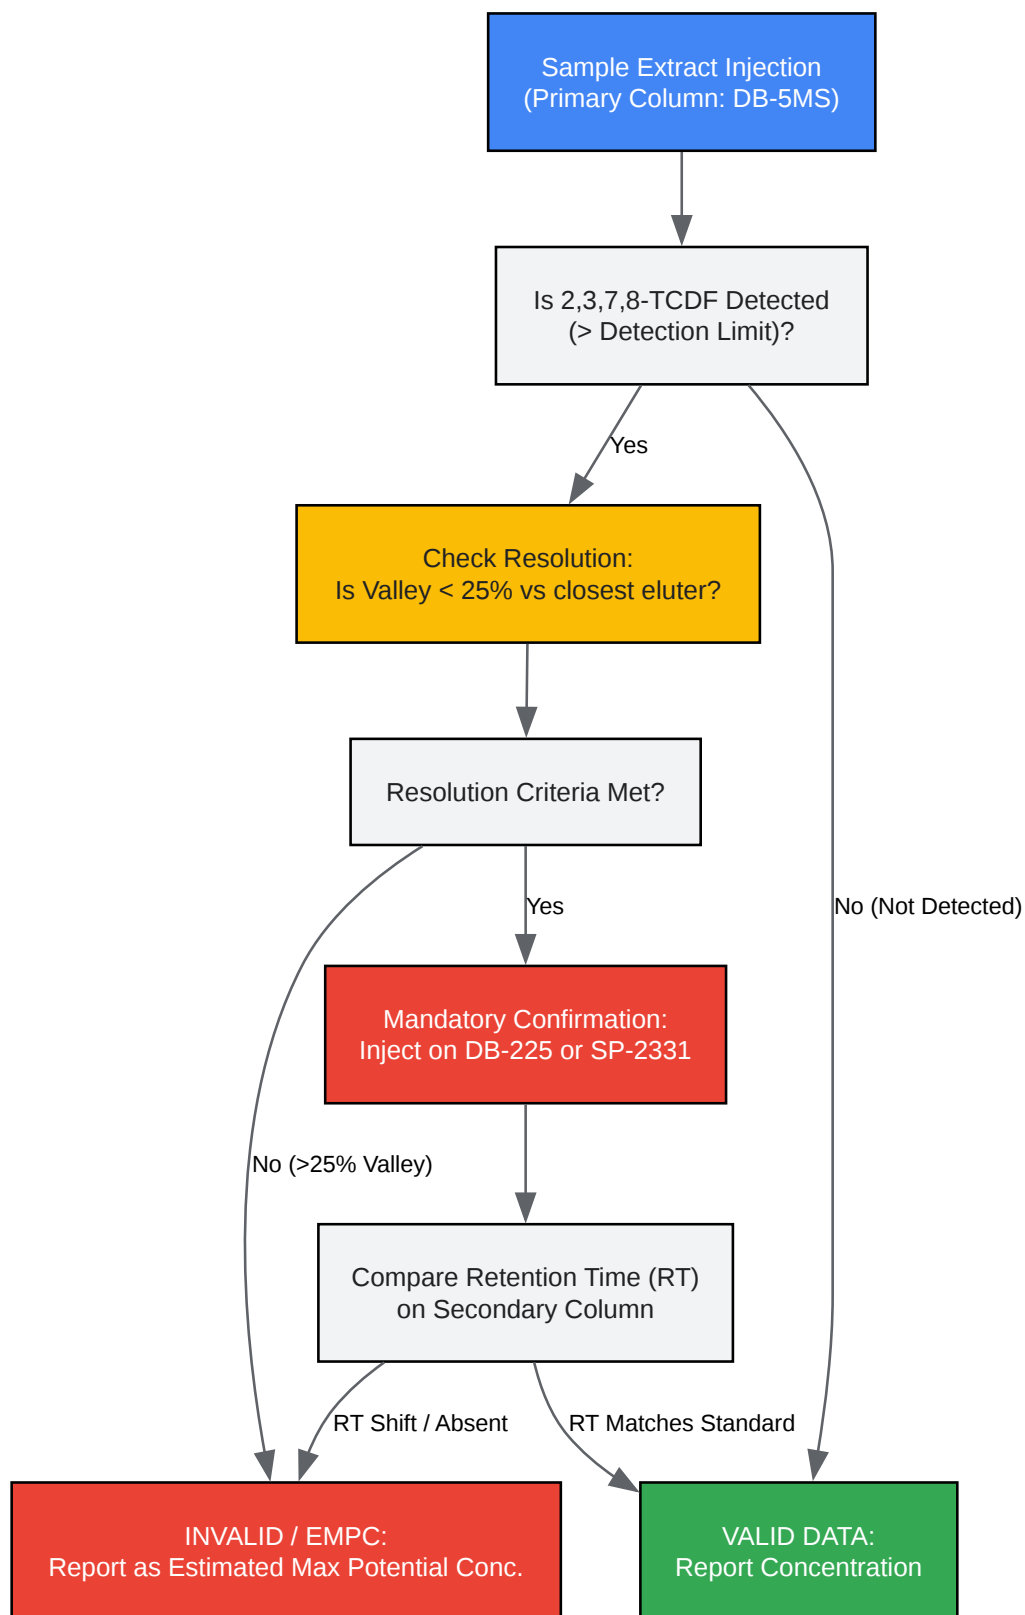 Sample Extract Injection
(Primary Column: DB-5MS)
Is 2,3,7,8-TCDF Detected
(> Detection Limit)?
Yes
Check Resolution:
Is Valley < 25% vs closest eluter?
Resolution Criteria Met?
Yes
No (Not Detected)
Mandatory Confirmation:
Inject on DB-225 or SP-2331
No (>25% Valley)
Compare Retention Time (RT)
on Secondary Column
RT Shift / Absent
RT Matches Standard
INVALID / EMPC:
Report as Estimated Max Potential Conc.
VALID DATA:
Report Concentration